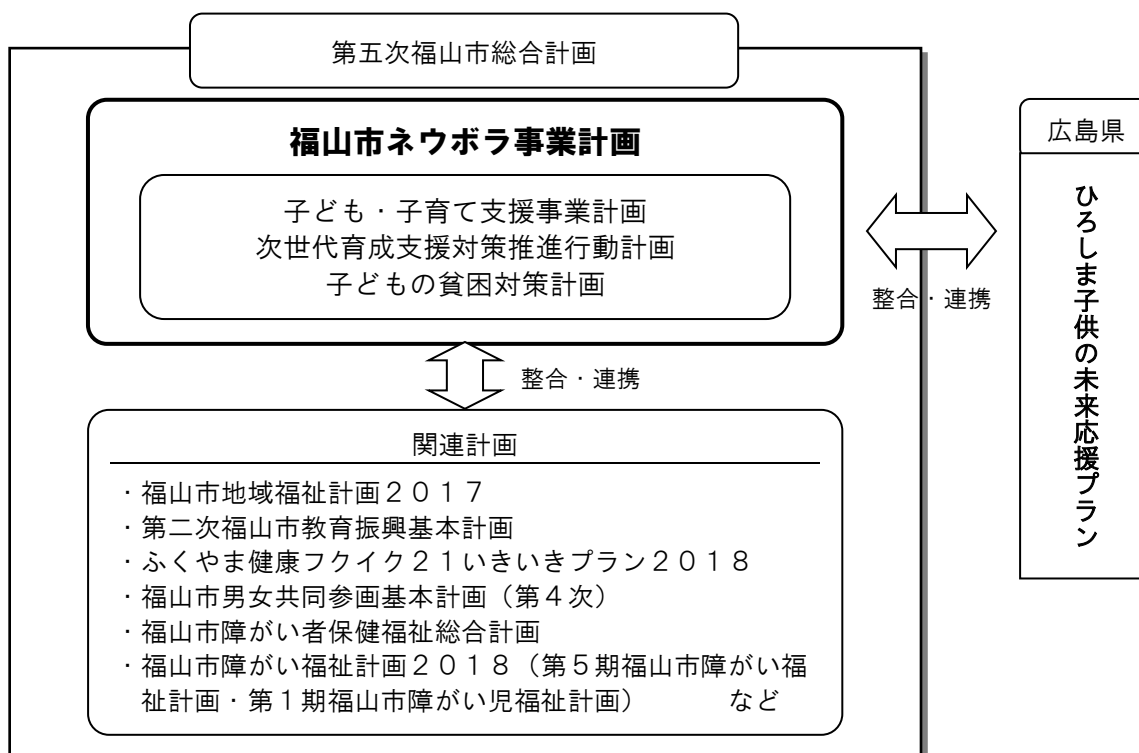 第五次福山市総合計画
福山市ネウボラ事業計画
子ども・子育て支援事業計画
次世代育成支援対策推進行動計画
子どもの貧困対策計画
整合・連携
関連計画
・福山市地域福祉計画２０１７
・第二次福山市教育振興基本計画
・ふくやま健康フクイク２１いきいきプラン２０１８
・福山市男女共同参画基本計画（第４次）
・福山市障がい者保健福祉総合計画
・福山市障がい福祉計画２０１８（第５期福山市障がい福
祉計画・第１期福山市障がい児福祉計画）　　　など
整合・連携
広島県
ひろしま子供の未来応援プラン